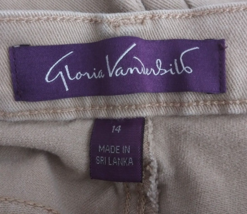 Gloria Vanderbilt
14
MADE IN
SRI LANKA